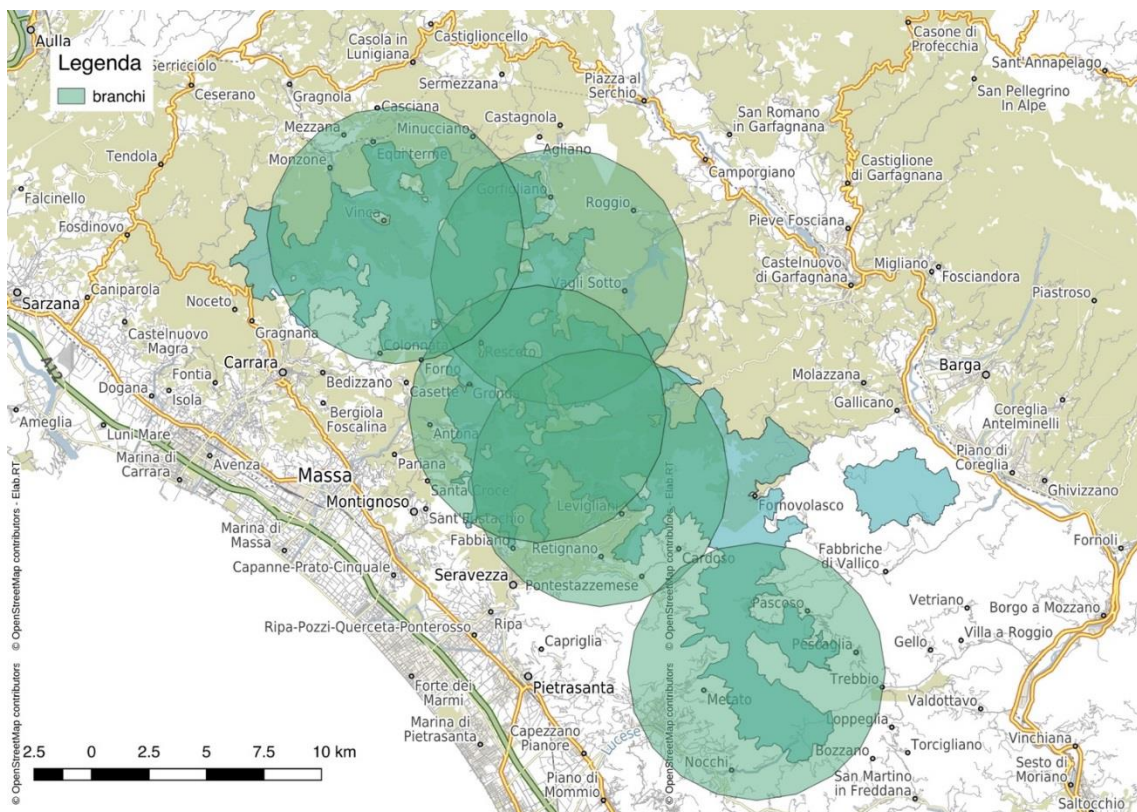 Aulla
Legenda
branchi
Serricciolo
Ceserano
Casola in
Lunigiana
Castiglioncello
Sermezzana
Gragnola
Casciana
Mezzana
Minucciano
Castagnola
Equi Terme
Agliano
Monzone
Tendola
Falcinello
Fosdinovo
Vinca
Gorfigliano
Roggio
Piazza al
Serchio
San Romano
in Garfagnana
Camporgiano
Casone di
Profecchia
Sant'Annapelago
San Pellegrino
In Alpe
Castiglione
di Garfagnana
Pieve Fosciana
Castelnuovo
di Garfagnana
Migliano
Fosciandora
Piastroso
Sarzana
Caniparola
Noceto
Vagli Sotto
Castelnuovo
Magra
Gragnana
Colonnata
Resceto
Forno
Carrara
Bedizzano
Casette
Fontia
Isola
Dogana
A12
Bergiola
Foscalina
Antona
Molazzana
Gallicano
Barga
Coreglia
Antelminelli
Ameglia
Luni-Mare
Marina di
Carrara
Avenza
Massa
Pariana
Santa Croce
Montignoso
Sant'Eustachio
Levigliani
Fornovolasco
Piano di
Coreglia
Ghivizzano
Marina di
Massa
Fabbiano
Retignano
Cardoso
Fabbriche
di Vallico
Fornoli
Capanne-Prato-Cinquale
Seravezza
Pontestazzemese
Pascoso
Vetriano
Borgo a Mozzano
Ripa
Ripa-Pozzi-Querceta-Ponterosso
Capriglia
Pescaglia
Gello
Villa a Roggio
Trebbio
Pietrasanta
Metato
Valdottavo
Forte dei
Marmi
Marina di
Pietrasanta
Capezzano
Pianore
Loppeglia
Torcigliano
Bozzano
Vinchiana
Nocchi
San Martino
in Freddana
Sesto di
Moriano
Piano di
Mommio
Saltocchio
2.5 0 2.5 5 7.5 10 km
© OpenStreetMap contributors
© OpenStreetMap contributors - Elab.RT
© OpenStreetMap contributors
© OpenStreetMap contributors - Elab.RT